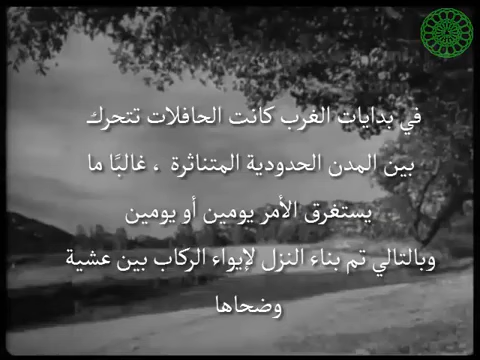 في بدايات الغرب كانت الحافلات تتحرك
بين المدن الحدودية المتناثرة ، غالبًا ما
يستغرق الأمر يومين أو يومين
وبالتالي تم بناء النزل لإيواء الركاب بين عشية
وضحاها